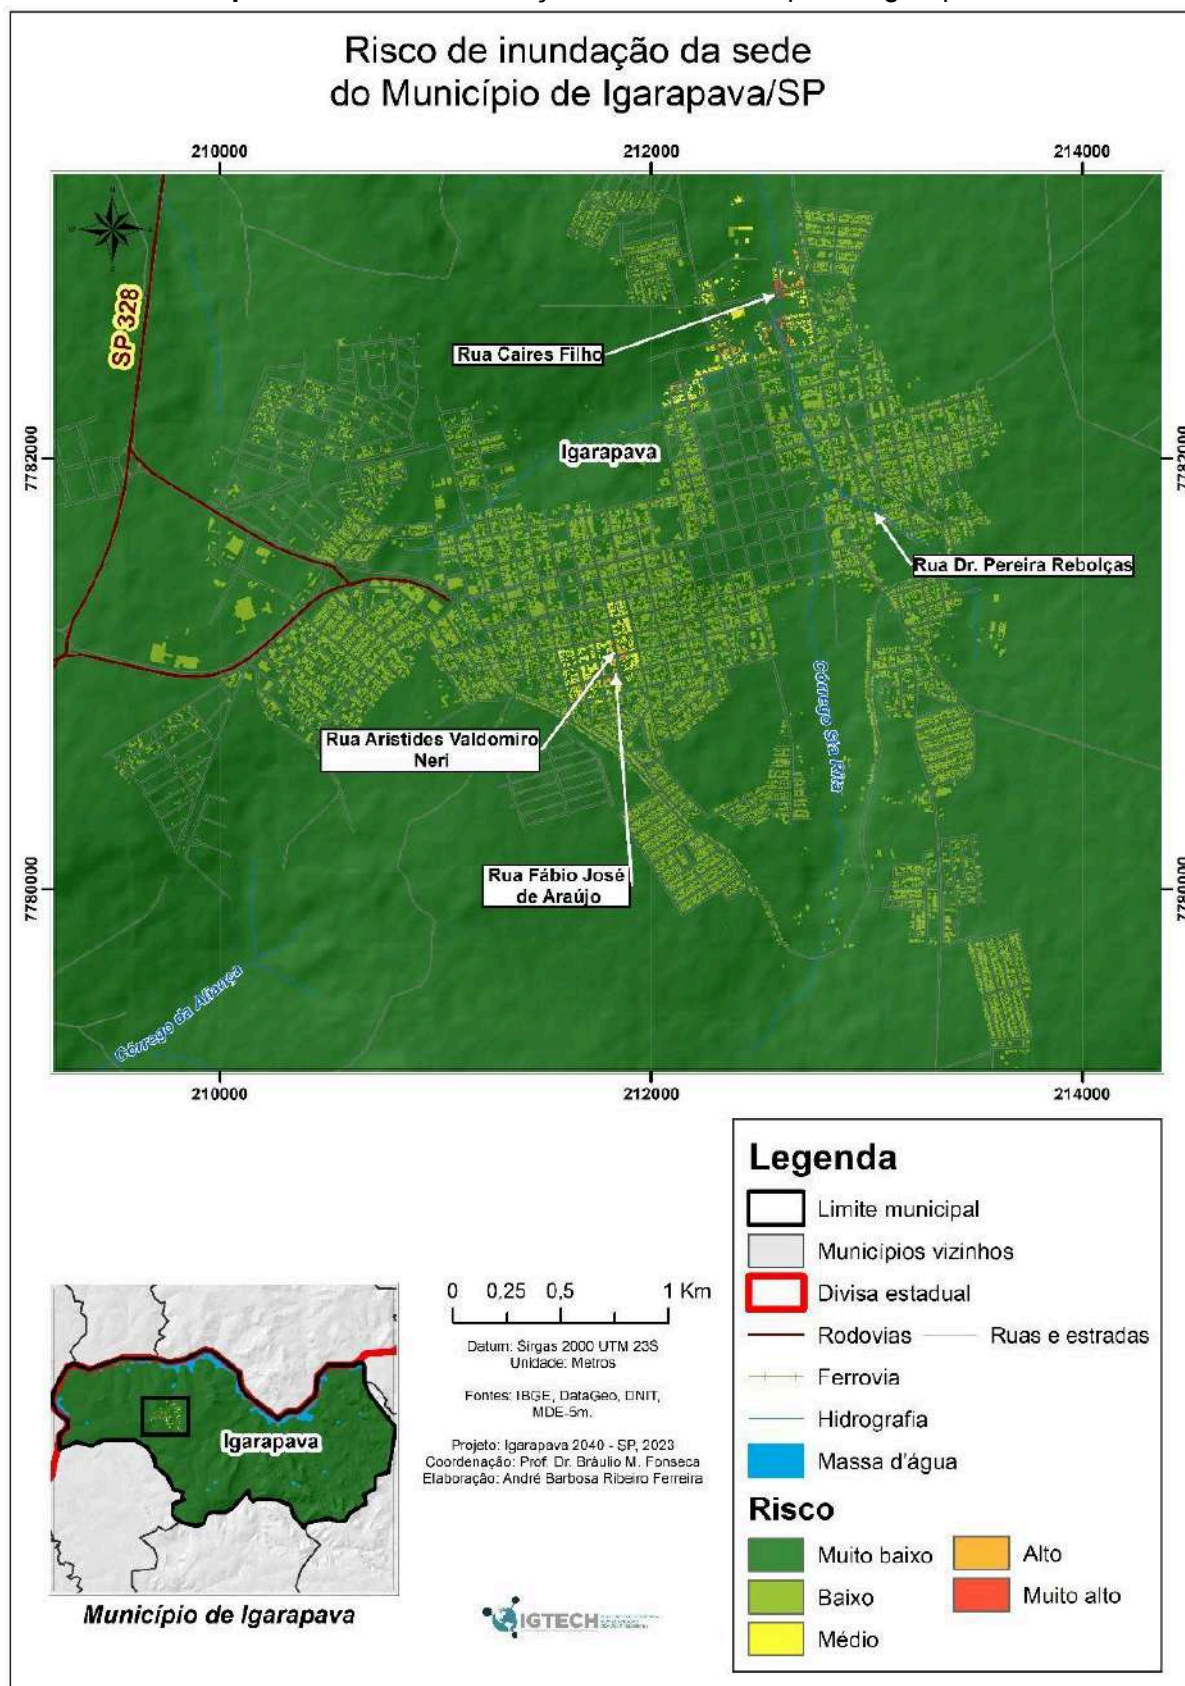 Risco de inundação da sede
do Município de Igarapava/SP
210000
212000
214000
SP 328
Rua Caires Filho
7782000
7782000
Igarapava
Rua Dr. Pereira Rebolças
Córrego Sta Rita
Rua Aristides Valdomiro
Neri
Rua Fábio José
de Araújo
7780000
7780000
Córrego da Aliança
210000
212000
214000
Legenda
Limite municipal
Municípios vizinhos
Divisa estadual
Rodovias
Ruas e estradas
Ferrovia
Hidrografia
Massa d'água
Risco
Muito baixo
Alto
Baixo
Muito alto
Médio
0 0,25 0,5 1 Km
Datum: Sirgas 2000 UTM 23S
Unidade: Metros
Fontes: IBGE, DataGeo, DNIT,
MDE-5m.
Projeto: Igarapava 2040 - SP, 2023
Coordenação: Prof. Dr. Bráulio M. Fonseca
Elaboração: André Barbosa Ribeiro Ferreira
Igarapava
Município de Igarapava
IGTECH